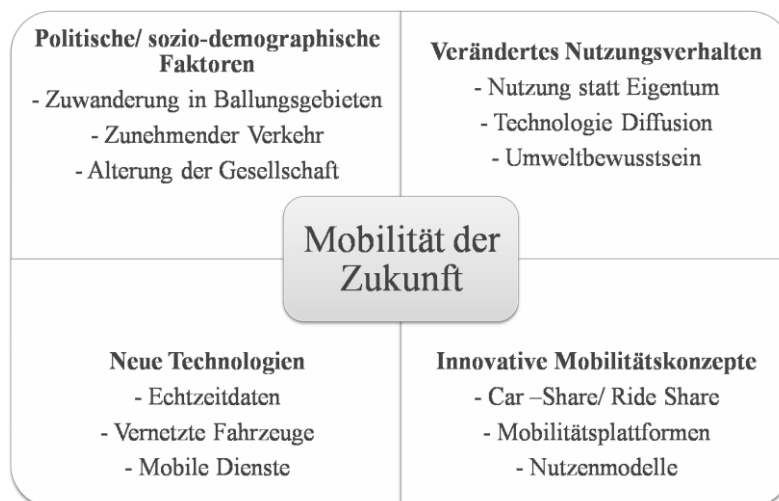 Politische/ sozio-demographische
Faktoren
- Zuwanderung in Ballungsgebieten
- Zunehmender Verkehr
- Alterung der Gesellschaft
Verändertes Nutzungsverhalten
- Nutzung statt Eigentum
- Technologie Diffusion
- Umweltbewusstsein
Mobilität der
Zukunft
Neue Technologien
- Echtzeitdaten
- Vernetzte Fahrzeuge
- Mobile Dienste
Innovative Mobilitätskonzepte
- Car –Share/ Ride Share
- Mobilitätsplattformen
- Nutzenmodelle